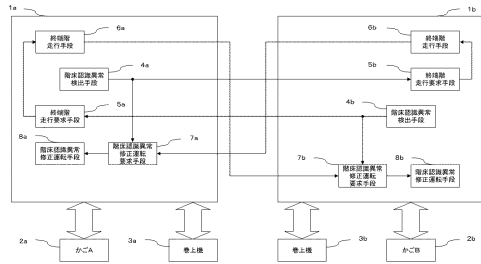 1a
1b
6a
終端階
走行手段
6b
終端階
走行手段
4a
階床認識異常
検出手段
5b
終端階
走行要求手段
5a
終端階
走行要求手段
4b
階床認識異常
検出手段
8a
階床認識異常
修正運転手段
7a
階床認識異常
修正運転
要求手段
7b
階床認識異常
修正運転
要求手段
8b
階床認識異常
修正運転手段
2a
かごA
3a
巻上機
巻上機
3b
かごB
2b